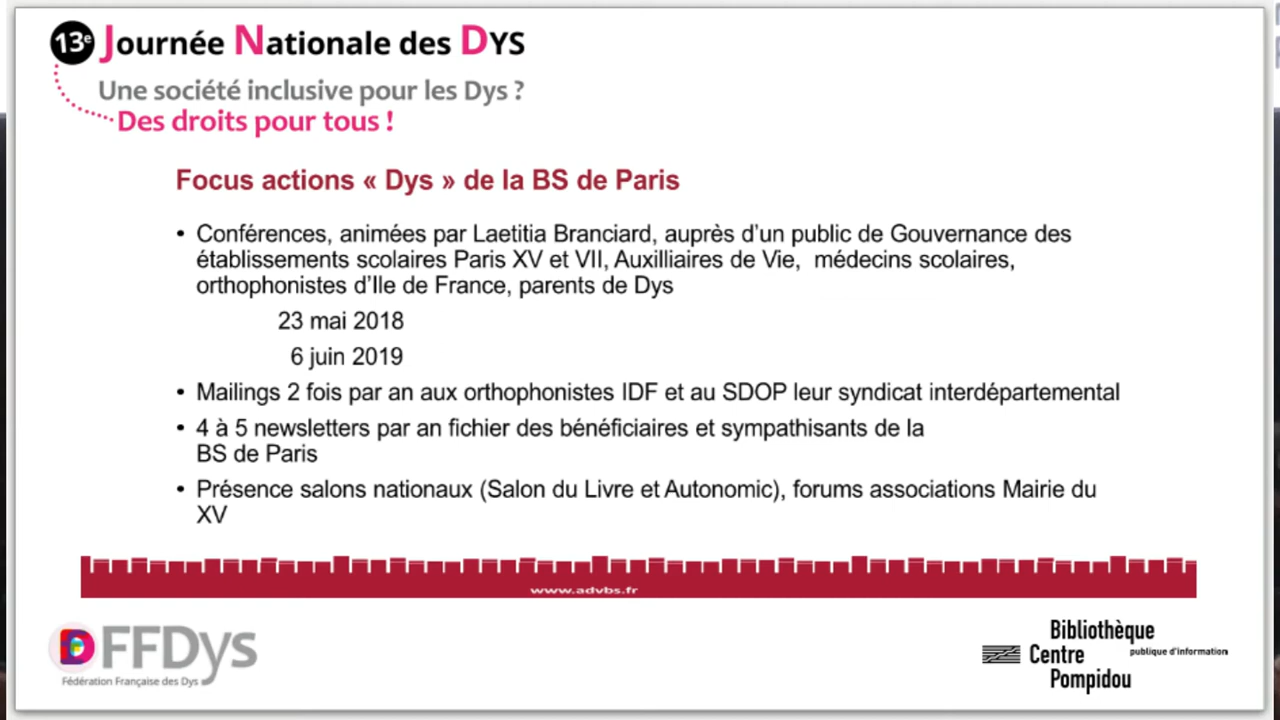 13e Journée Nationale des DYS
Une société inclusive pour les Dys ?
Des droits pour tous !
Focus actions « Dys » de la BS de Paris
• Conférences, animées par Laetitia Branciard, auprès d'un public de Gouvernance des
établissements scolaires Paris XV et VII, Auxilliaires de Vie, médecins scolaires,
orthophonistes d'Ile de France, parents de Dys
23 mai 2018
6 juin 2019
• Mailings 2 fois par an aux orthophonistes IDF et au SDOP leur syndicat interdépartemental
• 4 à 5 newsletters par an fichier des bénéficiaires et sympathisants de la
BS de Paris
• Présence salons nationaux (Salon du Livre et Autonomic), forums associations Mairie du
XV
www.advbs.fr
FFDys
Fédération Française des Dys
Bibliothèque
publique d'information
Centre
Pompidou